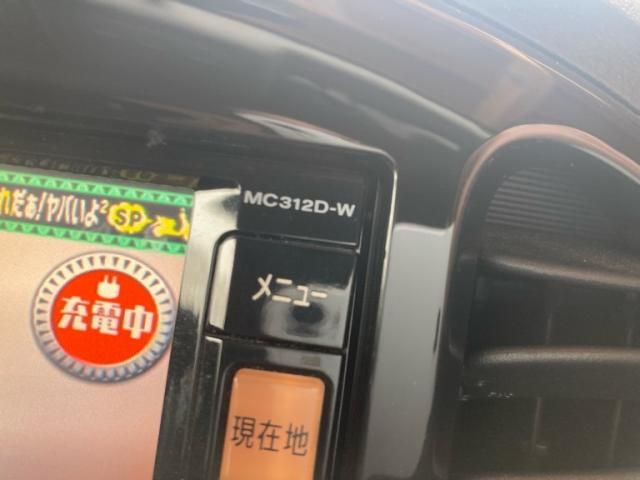 MC312D-W
れだぁ!ヤバいよ² SP
メニュー
充電中
現在地